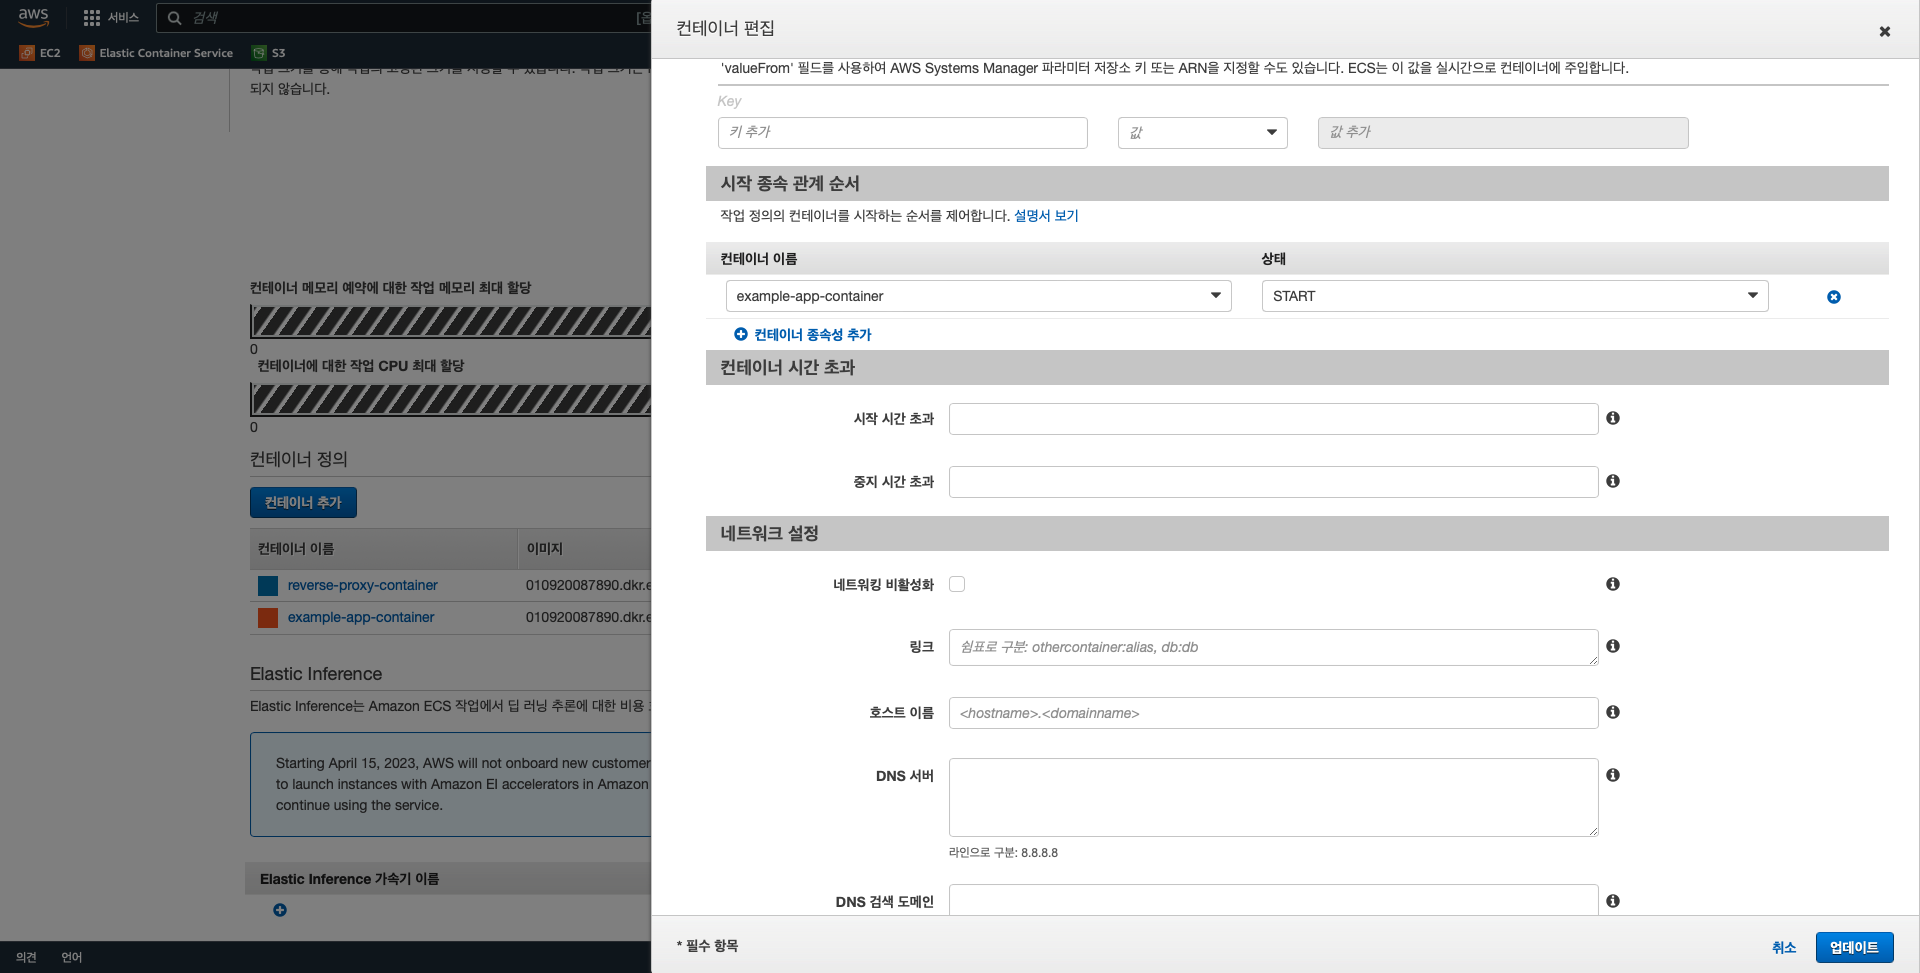 aws
서비스
검색
[옵
EC2
Elastic Container Service
S3
되지 않습니다.
컨테이너 메모리 예약에 대한 작업 메모리 최대 할당
0
컨테이너에 대한 작업 CPU 최대 할당
0
컨테이너 정의
컨테이너 추가
컨테이너 이름
이미지
reverse-proxy-container
010920087890.dkr.e
example-app-container
010920087890.dkr.e
Elastic Inference
Elastic Inference는 Amazon ECS 작업에서 딥 러닝 추론에 대한 비용
Starting April 15, 2023, AWS will not onboard new customer
to launch instances with Amazon EI accelerators in Amazon
continue using the service.
Elastic Inference 가속기 이름
의견
언어
컨테이너 편집
'valueFrom' 필드를 사용하여 AWS Systems Manager 파라미터 저장소 키 또는 ARN을 지정할 수도 있습니다. ECS는 이 값을 실시간으로 컨테이너에 주입합니다.
Key
키 추가
값
값 추가
시작 종속 관계 순서
작업 정의의 컨테이너를 시작하는 순서를 제어합니다. 설명서 보기
컨테이너 이름
상태
example-app-container
START
컨테이너 종속성 추가
컨테이너 시간 초과
시작 시간 초과
중지 시간 초과
네트워크 설정
네트워킹 비활성화
링크
쉼표로 구분: othercontainer:alias, db:db
호스트 이름
<hostname>.<domainname>
DNS 서버
라인으로 구분: 8.8.8.8
DNS 검색 도메인
* 필수 항목
취소
업데이트